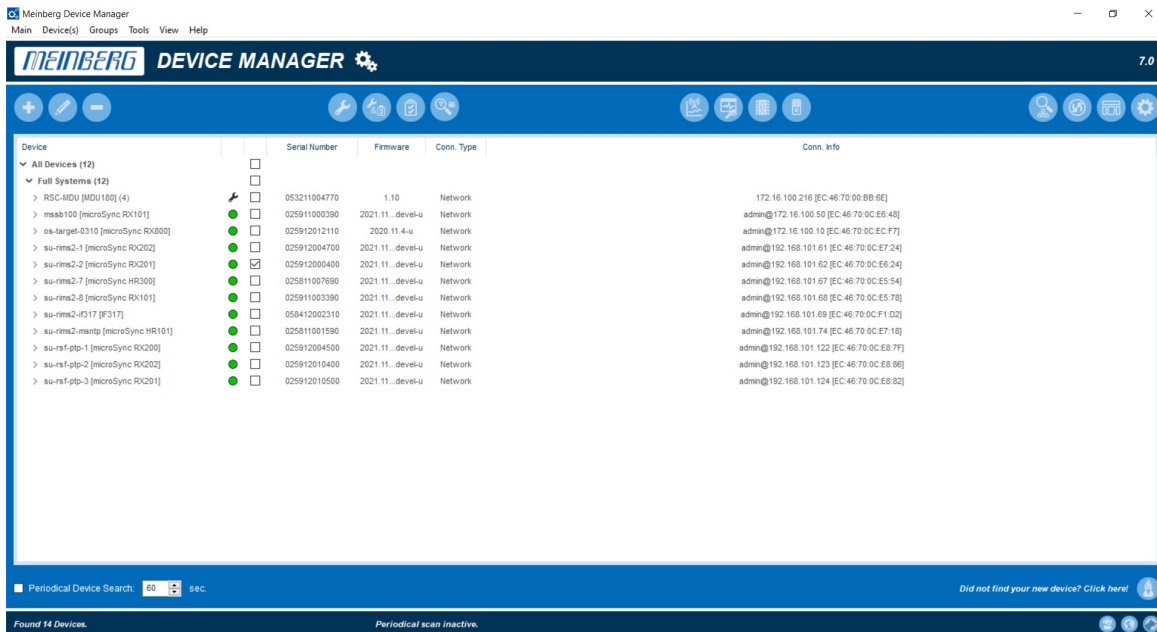 Meinberg Device Manager
Main Device(s) Groups Tools View Help
MEINBERG DEVICE MANAGER 7.0
Device Serial Number Firmware Conn. Type Conn. Info
All Devices (12)
Full Systems (12)
RSC-MDU [MDU180] (4) 053211004770 1.10 Network 172.16.100.216 [EC:46:70:00:BB:6E]
mssb100 [microSync RX101] 025911000390 2021.11...devel-u Network admin@172.16.100.50 [EC:46:70:0C:E6:48]
os-target-0310 [microSync RX800] 025912012110 2020.11.4-u Network admin@172.16.100.10 [EC:46:70:0C:EC:F7]
su-rims2-1 [microSync RX202] 025912004700 2021.11...devel-u Network admin@192.168.101.61 [EC:46:70:0C:E7:24]
su-rims2-2 [microSync RX201] 025912000400 2021.11...devel-u Network admin@192.168.101.62 [EC:46:70:0C:E6:24]
su-rims2-7 [microSync HR300] 025811007690 2021.11...devel-u Network admin@192.168.101.67 [EC:46:70:0C:E5:54]
su-rims2-8 [microSync RX101] 025911003390 2021.11...devel-u Network admin@192.168.101.68 [EC:46:70:0C:E5:78]
su-rims2-if317 [IF317] 058412002310 2021.11...devel-u Network admin@192.168.101.69 [EC:46:70:0C:F1:D2]
su-rims2-msntp [microSync HR101] 025811001590 2021.11...devel-u Network admin@192.168.101.74 [EC:46:70:0C:E7:18]
su-rsf-ptp-1 [microSync RX200] 025912004500 2021.11...devel-u Network admin@192.168.101.122 [EC:46:70:0C:E8:7F]
su-rsf-ptp-2 [microSync RX202] 025912010400 2021.11...devel-u Network admin@192.168.101.123 [EC:46:70:0C:E8:86]
su-rsf-ptp-3 [microSync RX201] 025912010500 2021.11...devel-u Network admin@192.168.101.124 [EC:46:70:0C:E8:82]
Periodical Device Search: 60 sec. Did not find your new device? Click here!
Found 14 Devices. Periodical scan inactive.